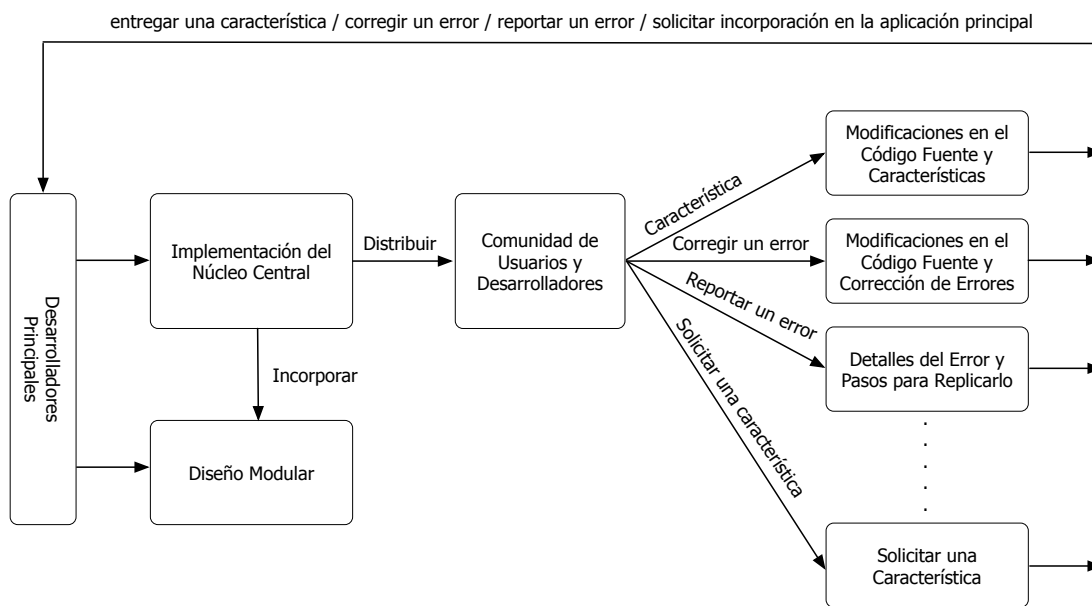 entregar una característica / corregir un error / reportar un error / solicitar incorporación en la aplicación principal
Desarrolladores
Principales
Implementación del
Núcleo Central
Incorporar
Diseño Modular
Distribuir
Comunidad de
Usuarios y
Desarrolladores
Característica
Corregir un error
Reportar un error
Solicitar una característica
Modificaciones en el
Código Fuente y
Características
Modificaciones en el
Código Fuente y
Corrección de Errores
Detalles del Error y
Pasos para Replicarlo
Solicitar una
Característica